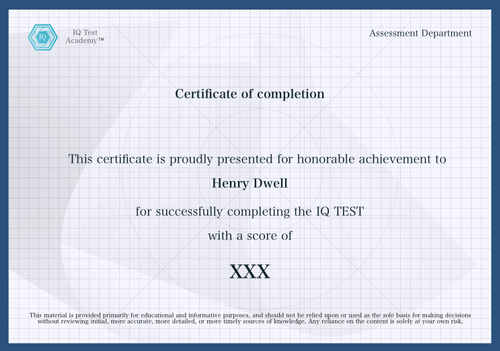 IQ
IQ Test
Academy™
Assessment Department
Certificate of completion
This certificate is proudly presented for honorable achievement to
Henry Dwell
for successfully completing the IQ TEST
with a score of
XXX
This material is provided primarily for educational and informative purposes, and should not be relied upon or used as the sole basis for making decisions
without reviewing initial, more accurate, more detailed, or more timely sources of knowledge. Any reliance on the content is solely at your own risk.